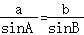 a/sinA = b/sinB